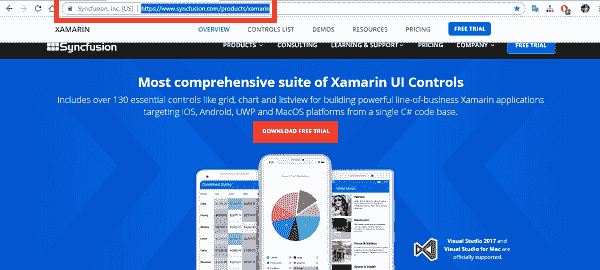 Syncfusion, Inc. [US] | https://www.syncfusion.com/products/xamarin
XAMARIN OVERVIEW CONTROLS LIST DEMOS RESOURCES PRICING FREE TRIAL
Syncfusion PRODUCTS CONSULTING LEARNING & SUPPORT PRICING COMPANY FREE TRIAL
Most comprehensive suite of Xamarin UI Controls
Includes over 130 essential controls like grid, chart and listview for building powerful line-of-business Xamarin applications
targeting iOS, Android, UWP and MacOS platforms from a single C# code base.
DOWNLOAD FREE TRIAL
Visual Studio 2017 and
Visual Studio for Mac are
officially supported.